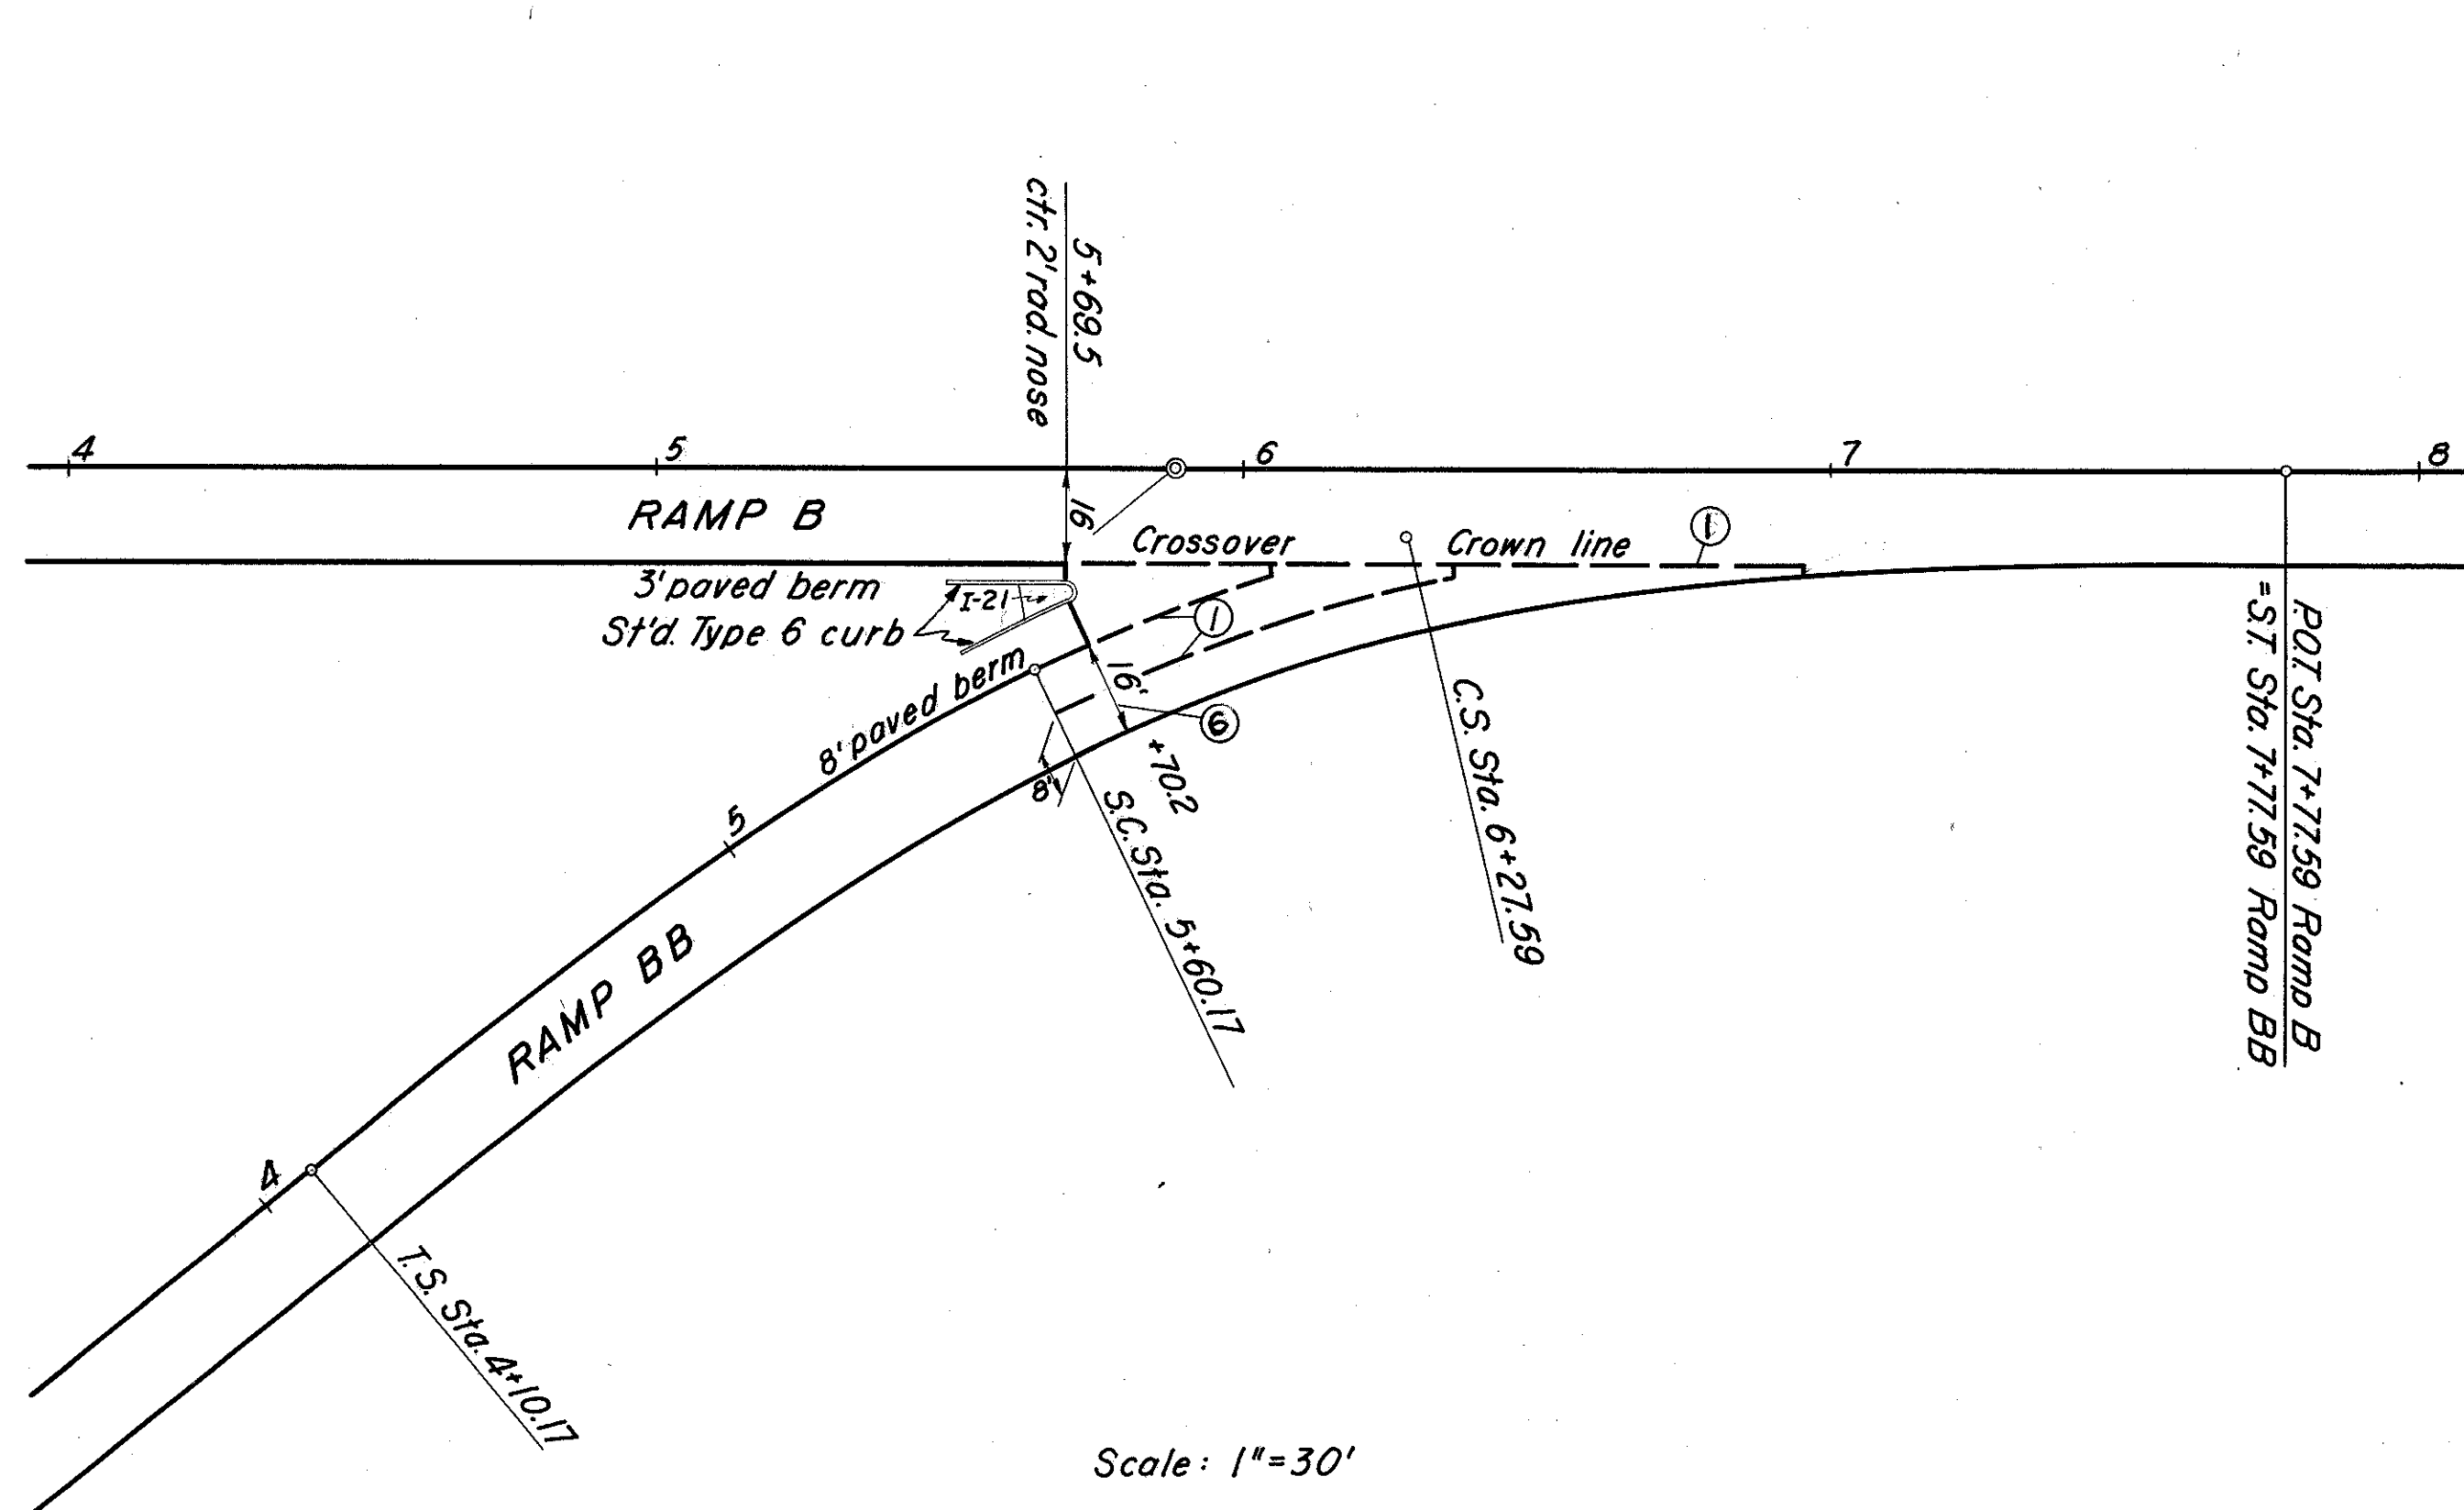 5+69.5
ctr. 2' rad. nose
4
5
6
7
8
RAMP B
16'
Crossover
Crown line
1
3' paved berm
I-21
St'd. Type 6 curb
1
8' paved berm
16'
6
+70.2
8'
5
S.C. Sta. 5+60.17
C.S. Sta. 6+27.59
P.O.T. Sta. 7+77.59 Ramp B
=S.T. Sta. 7+77.59 Ramp BB
RAMP BB
4
T.S. Sta. 4+10.17
Scale: 1"=30'